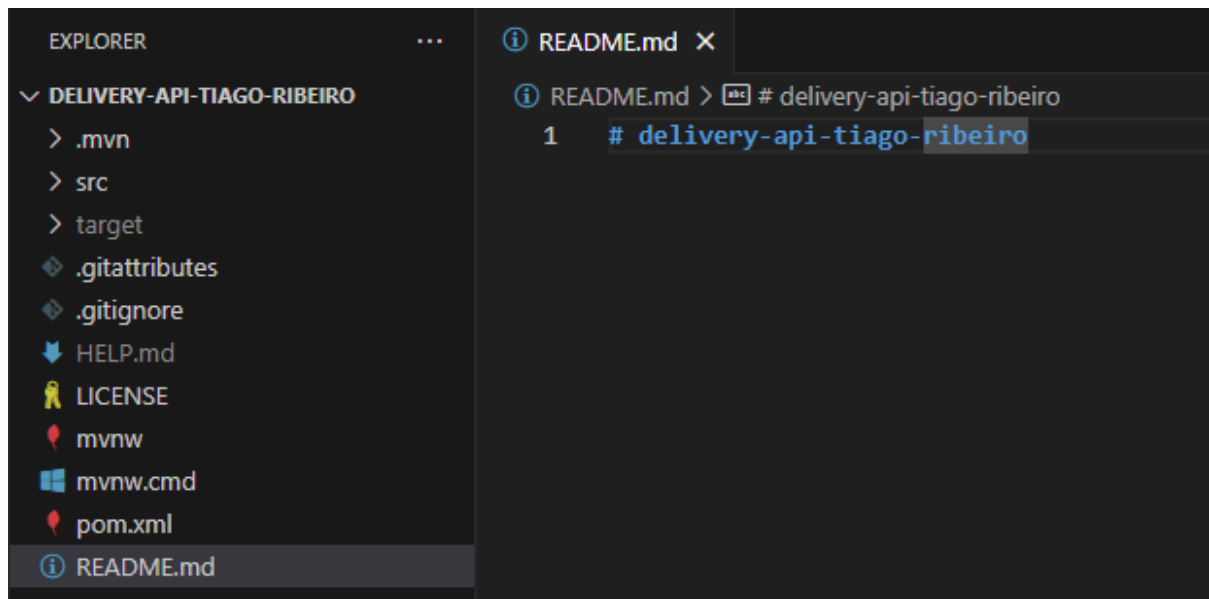 EXPLORER ...
DELIVERY-API-TIAGO-RIBEIRO
.mvn
src
target
.gitattributes
.gitignore
HELP.md
LICENSE
mvnw
mvnw.cmd
pom.xml
README.md
README.md
README.md > abc # delivery-api-tiago-ribeiro
1 # delivery-api-tiago-ribeiro